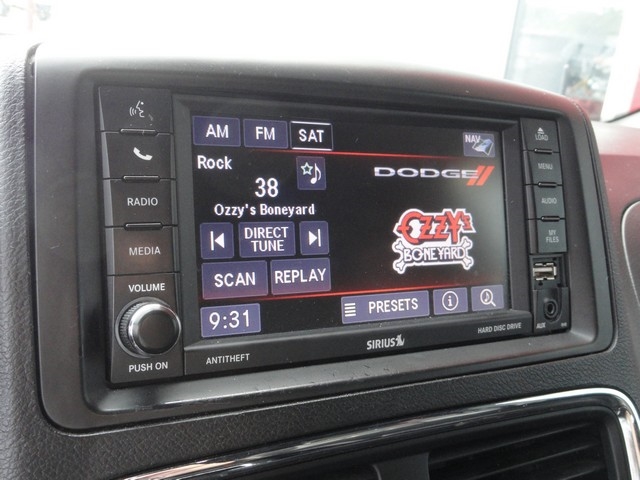 AM FM SAT NAV
Rock
38
Ozzy's Boneyard
DIRECT
TUNE
SCAN REPLAY
9:31
PRESETS
DODGE
OZZY'S
BONEYARD
RADIO
MEDIA
VOLUME
PUSH ON
ANTITHEFT
SIRIUS
HARD DISC DRIVE
LOAD
MENU
AUDIO
MY
FILES
AUX